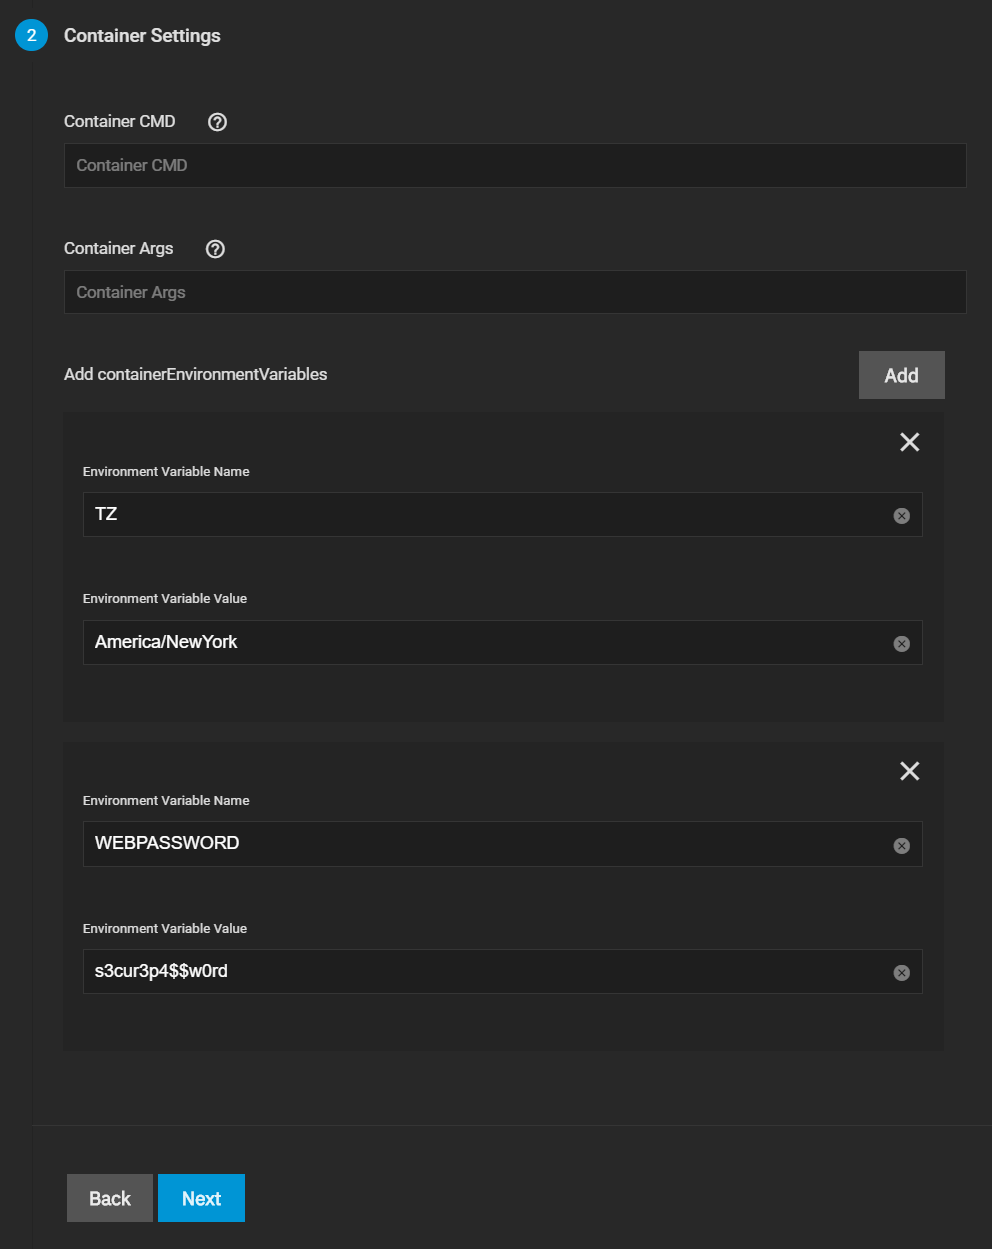 2 Container Settings
Container CMD
Container CMD
Container Args
Container Args
Add containerEnvironmentVariables Add
Environment Variable Name
TZ
Environment Variable Value
America/NewYork
Environment Variable Name
WEBPASSWORD
Environment Variable Value
s3cur3p4$$w0rd
Back Next